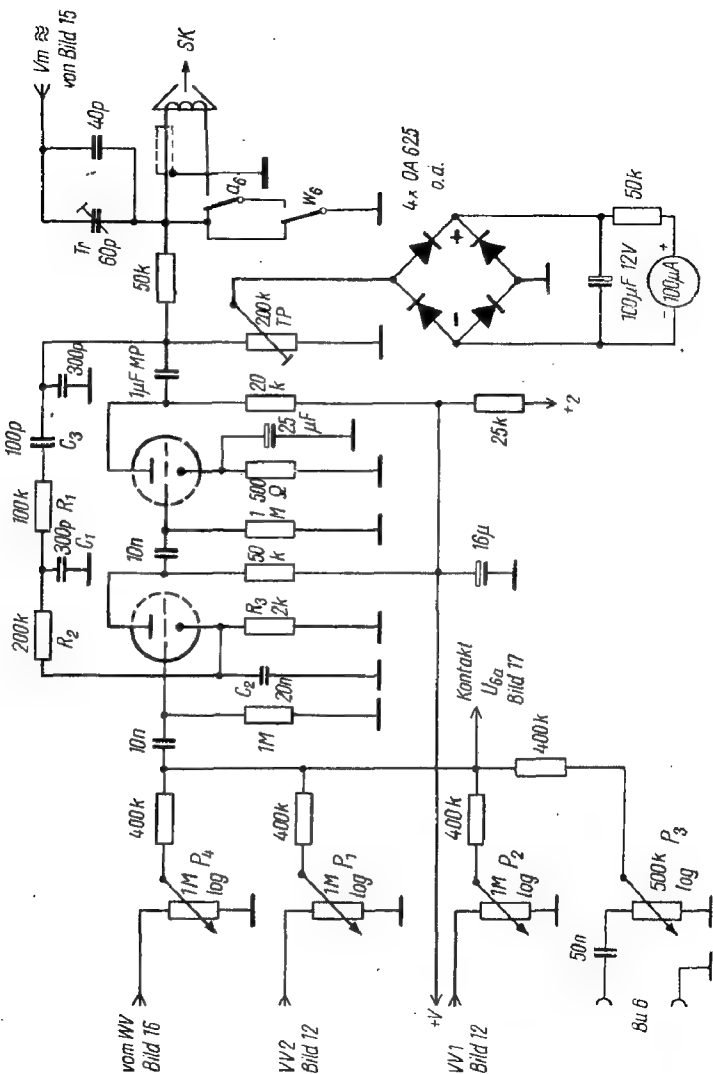 Vm ≈
von Bild 15
40p
Tr
60p
SK
a6
w6
50k
4 x OA 625
o.ä.
200k
TP
50k
100µF 12V
100µA
+
-
+
-
1µF MP
300p
100p
C3
20
k
25
µF
25k
+2
100k
R1
300p
C1
500
Ω
1
M
10n
50
k
16µ
200k
R2
R3
2k
C2
20n
1M
10n
Kontakt
U6a
Bild 17
400k
400k
400k
400k
1M P4
log
1M P1
log
1M P2
log
500k P3
log
50n
vom WV
Bild 16
VV2
Bild 12
+V
VV1
Bild 12
Bu 6